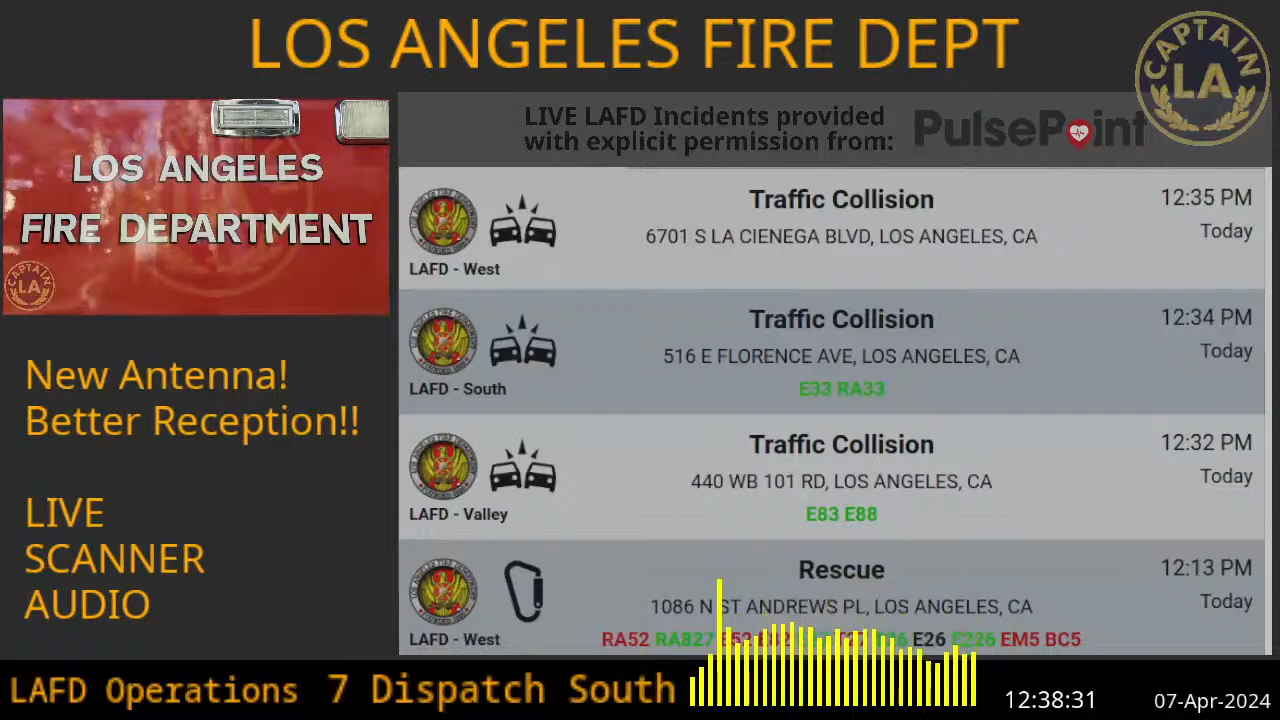 LOS ANGELES FIRE DEPT
CAPTAIN
LA
LIVE LAFD Incidents provided
with explicit permission from:
PulsePoint
LOS ANGELES
FIRE DEPARTMENT
CAPTAIN
LA
New Antenna!
Better Reception!!
LIVE
SCANNER
AUDIO
Traffic Collision
12:35 PM
6701 S LA CIENEGA BLVD, LOS ANGELES, CA
Today
LAFD - West
Traffic Collision
12:34 PM
516 E FLORENCE AVE, LOS ANGELES, CA
Today
E33 RA33
LAFD - South
Traffic Collision
12:32 PM
440 WB 101 RD, LOS ANGELES, CA
Today
E83 E88
LAFD - Valley
Rescue
12:13 PM
1086 N ST ANDREWS PL, LOS ANGELES, CA
Today
LAFD - West
RA52 RA827 E26 E226 EM5 BC5
LAFD Operations 7 Dispatch South
12:38:31
07-Apr-2024